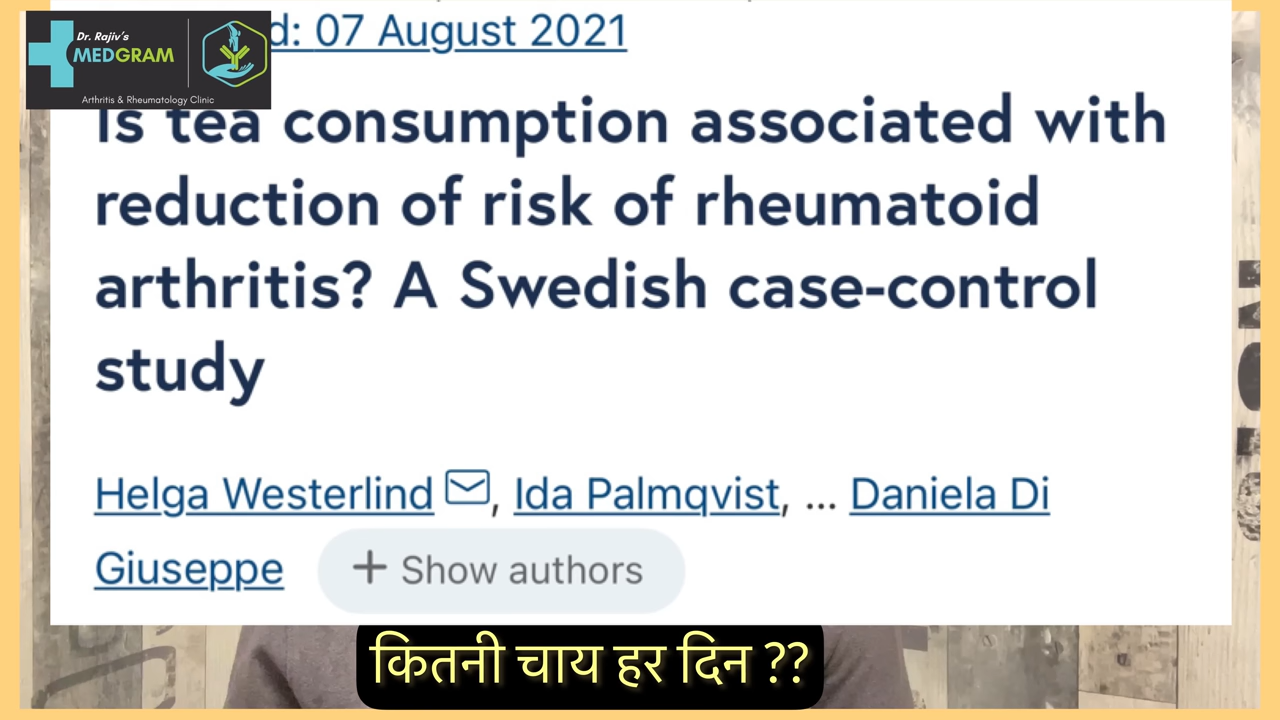 Dr. Rajiv's
MEDGRAM
Arthritis & Rheumatology Clinic
d: 07 August 2021
Is tea consumption associated with
reduction of risk of rheumatoid
arthritis? A Swedish case-control
study
Helga Westerlind, Ida Palmqvist, ... Daniela Di
Giuseppe + Show authors
कितनी चाय हर दिन ??